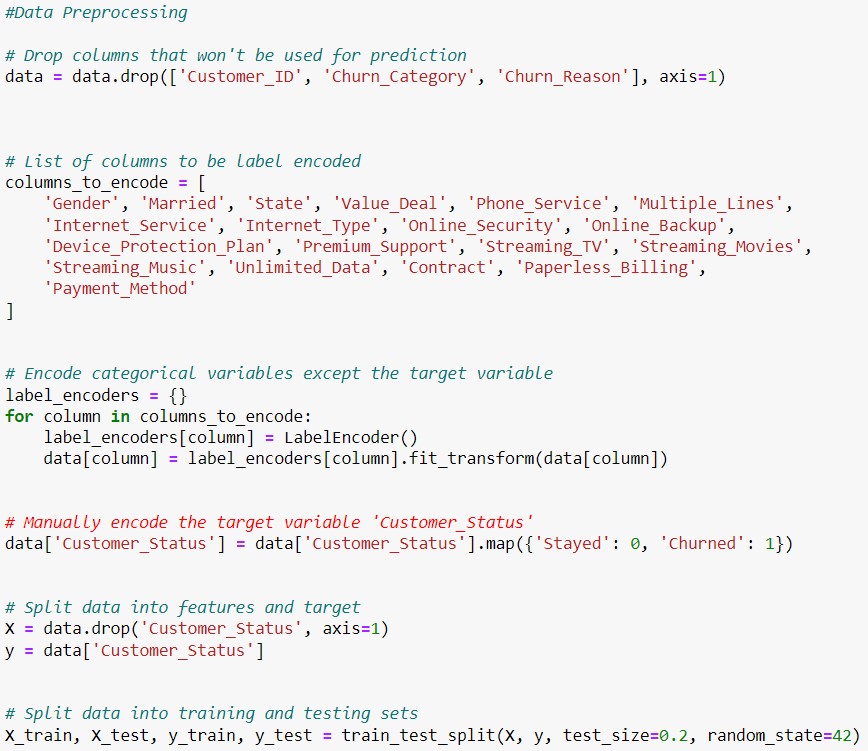 #Data Preprocessing
# Drop columns that won't be used for prediction
data = data.drop(['Customer_ID', 'Churn_Category', 'Churn_Reason'], axis=1)
# List of columns to be label encoded
columns_to_encode = [
    'Gender', 'Married', 'State', 'Value_Deal', 'Phone_Service', 'Multiple_Lines',
    'Internet_Service', 'Internet_Type', 'Online_Security', 'Online_Backup',
    'Device_Protection_Plan', 'Premium_Support', 'Streaming_TV', 'Streaming_Movies',
    'Streaming_Music', 'Unlimited_Data', 'Contract', 'Paperless_Billing',
    'Payment_Method'
]
# Encode categorical variables except the target variable
label_encoders = {}
for column in columns_to_encode:
    label_encoders[column] = LabelEncoder()
    data[column] = label_encoders[column].fit_transform(data[column])
# Manually encode the target variable 'Customer_Status'
data['Customer_Status'] = data['Customer_Status'].map({'Stayed': 0, 'Churned': 1})
# Split data into features and target
X = data.drop('Customer_Status', axis=1)
y = data['Customer_Status']
# Split data into training and testing sets
X_train, X_test, y_train, y_test = train_test_split(X, y, test_size=0.2, random_state=42)